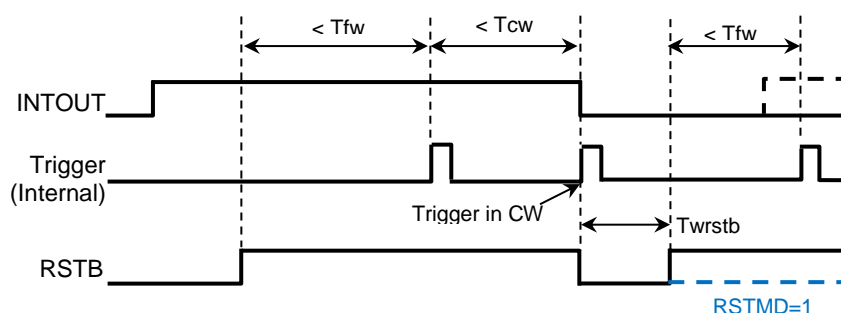 < Tfw
< Tcw
< Tfw
INTOUT
Trigger
(Internal)
Trigger in CW
Twrstb
RSTB
RSTMD=1